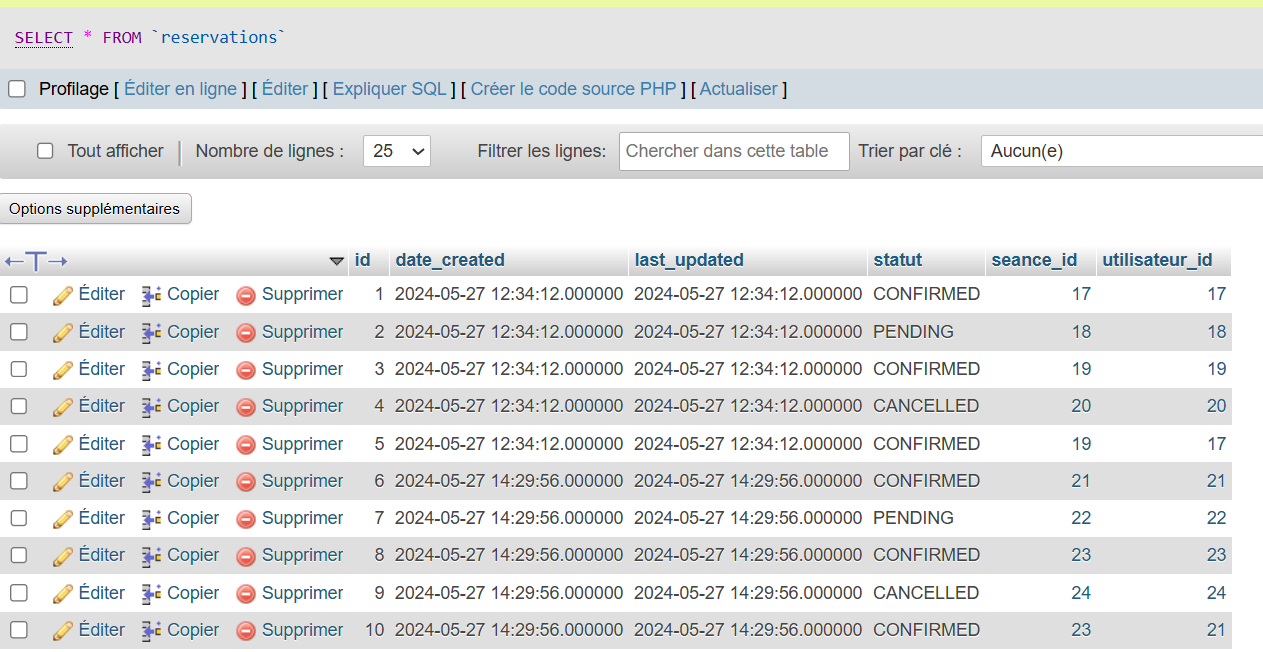 SELECT * FROM `reservations`
Profilage [ Éditer en ligne ] [ Éditer ] [ Expliquer SQL ] [ Créer le code source PHP ] [ Actualiser ]
Tout afficher Nombre de lignes : 25 Filtrer les lignes: Chercher dans cette table Trier par clé : Aucun(e)
Options supplémentaires
id date_created last_updated statut seance_id utilisateur_id
Éditer Copier Supprimer 1 2024-05-27 12:34:12.000000 2024-05-27 12:34:12.000000 CONFIRMED 17 17
Éditer Copier Supprimer 2 2024-05-27 12:34:12.000000 2024-05-27 12:34:12.000000 PENDING 18 18
Éditer Copier Supprimer 3 2024-05-27 12:34:12.000000 2024-05-27 12:34:12.000000 CONFIRMED 19 19
Éditer Copier Supprimer 4 2024-05-27 12:34:12.000000 2024-05-27 12:34:12.000000 CANCELLED 20 20
Éditer Copier Supprimer 5 2024-05-27 12:34:12.000000 2024-05-27 12:34:12.000000 CONFIRMED 19 17
Éditer Copier Supprimer 6 2024-05-27 14:29:56.000000 2024-05-27 14:29:56.000000 CONFIRMED 21 21
Éditer Copier Supprimer 7 2024-05-27 14:29:56.000000 2024-05-27 14:29:56.000000 PENDING 22 22
Éditer Copier Supprimer 8 2024-05-27 14:29:56.000000 2024-05-27 14:29:56.000000 CONFIRMED 23 23
Éditer Copier Supprimer 9 2024-05-27 14:29:56.000000 2024-05-27 14:29:56.000000 CANCELLED 24 24
Éditer Copier Supprimer 10 2024-05-27 14:29:56.000000 2024-05-27 14:29:56.000000 CONFIRMED 23 21